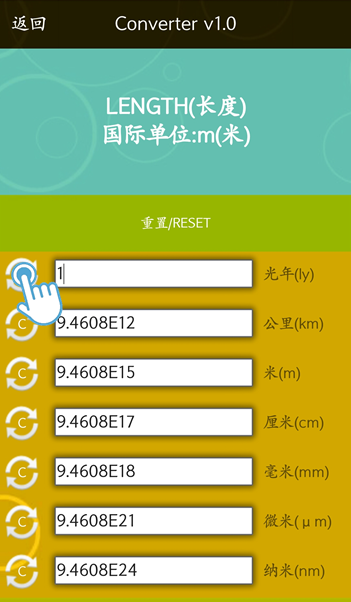 返回 Converter v1.0
LENGTH(长度)
国际单位:m(米)
重置/RESET
1 光年(ly)
C 9.4608E12 公里(km)
C 9.4608E15 米(m)
C 9.4608E17 厘米(cm)
C 9.4608E18 毫米(mm)
C 9.4608E21 微米(μm)
C 9.4608E24 纳米(nm)